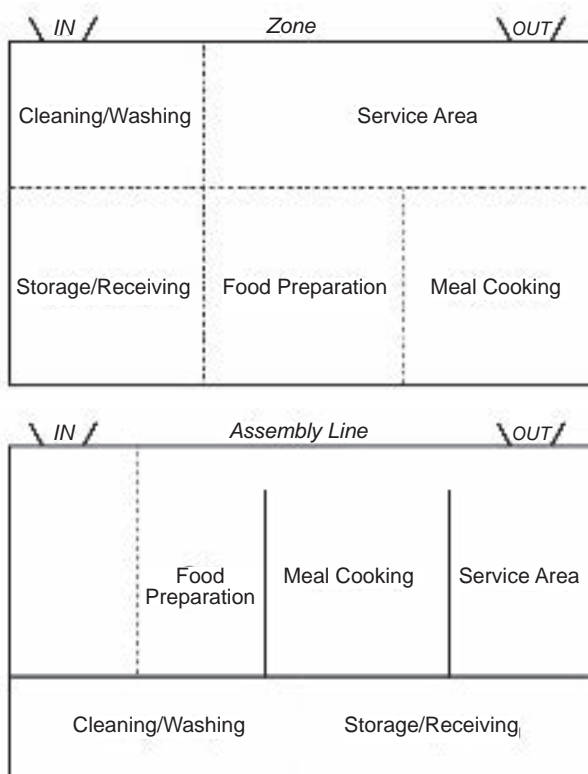 IN Zone OUT
Cleaning/Washing Service Area
Storage/Receiving Food Preparation Meal Cooking
IN Assembly Line OUT
Food
Preparation Meal Cooking Service Area
Cleaning/Washing Storage/Receiving